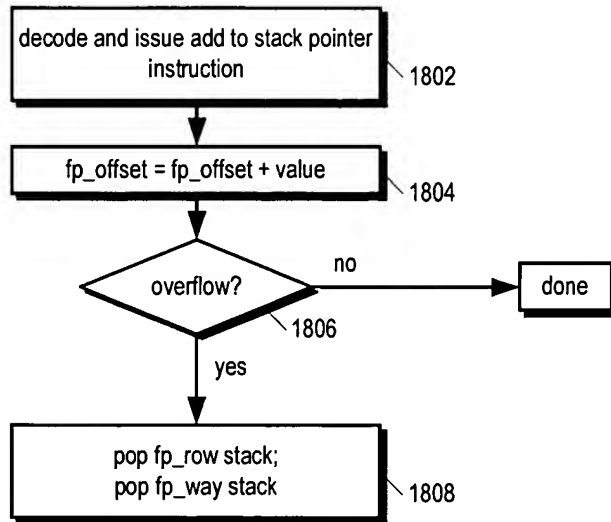 decode and issue add to stack pointer
instruction
1802
fp_offset = fp_offset + value
1804
overflow?
no
done
1806
yes
pop fp_row stack;
pop fp_way stack
1808